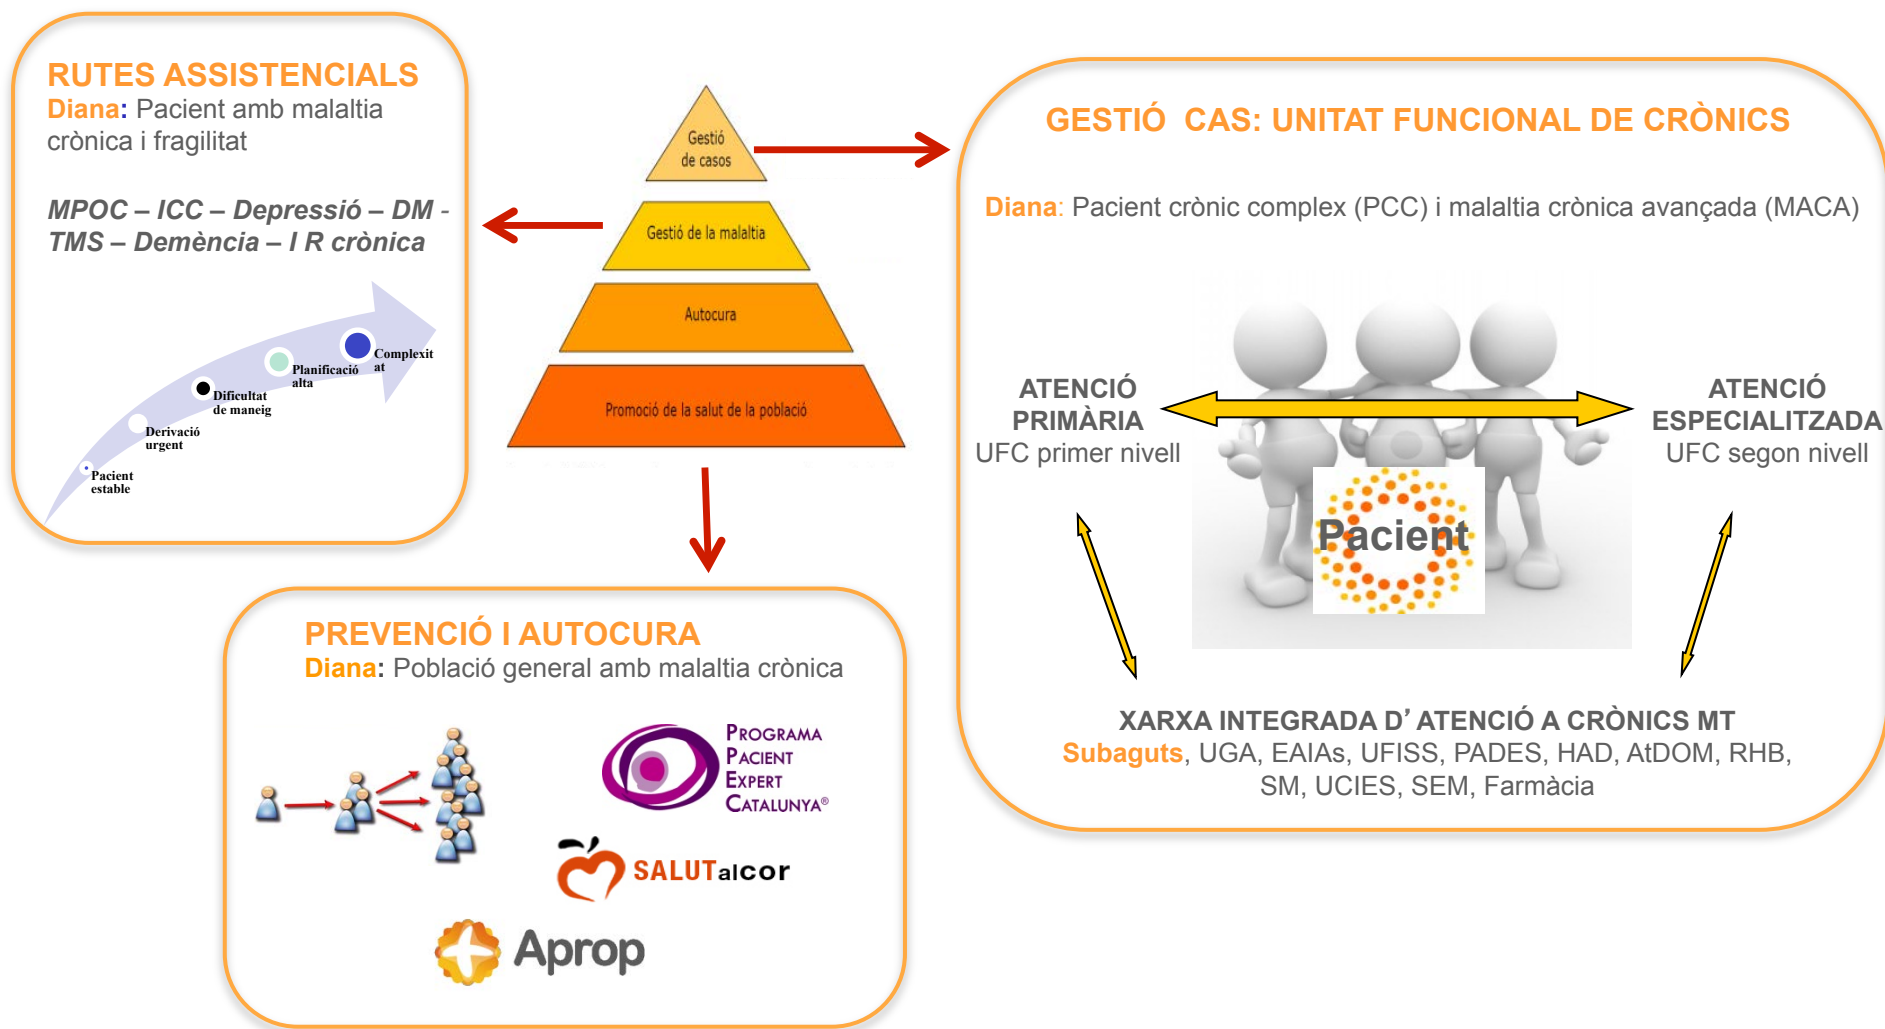 RUTES ASSISTENCIALS
Diana: Pacient amb malaltia
crònica i fragilitat
MPOC – ICC – Depressió – DM -
TMS – Demència – I R crònica
Complexit
at
Planificació
alta
Dificultat
de maneig
Derivació
urgent
Pacient
estable
Gestió
de casos
Gestió de la malaltia
Autocura
Promoció de la salut de la població
GESTIÓ  CAS: UNITAT FUNCIONAL DE CRÒNICS
Diana: Pacient crònic complex (PCC) i malaltia crònica avançada (MACA)
ATENCIÓ
PRIMÀRIA
UFC primer nivell
ATENCIÓ
ESPECIALITZADA
UFC segon nivell
Pacient
XARXA INTEGRADA D’ ATENCIÓ A CRÒNICS MT
Subaguts, UGA, EAIAs, UFISS, PADES, HAD, AtDOM, RHB,
SM, UCIES, SEM, Farmàcia
PREVENCIÓ I AUTOCURA
Diana: Població general amb malaltia crònica
PROGRAMA
PACIENT
EXPERT
CATALUNYA®
SALUTalcor
Aprop